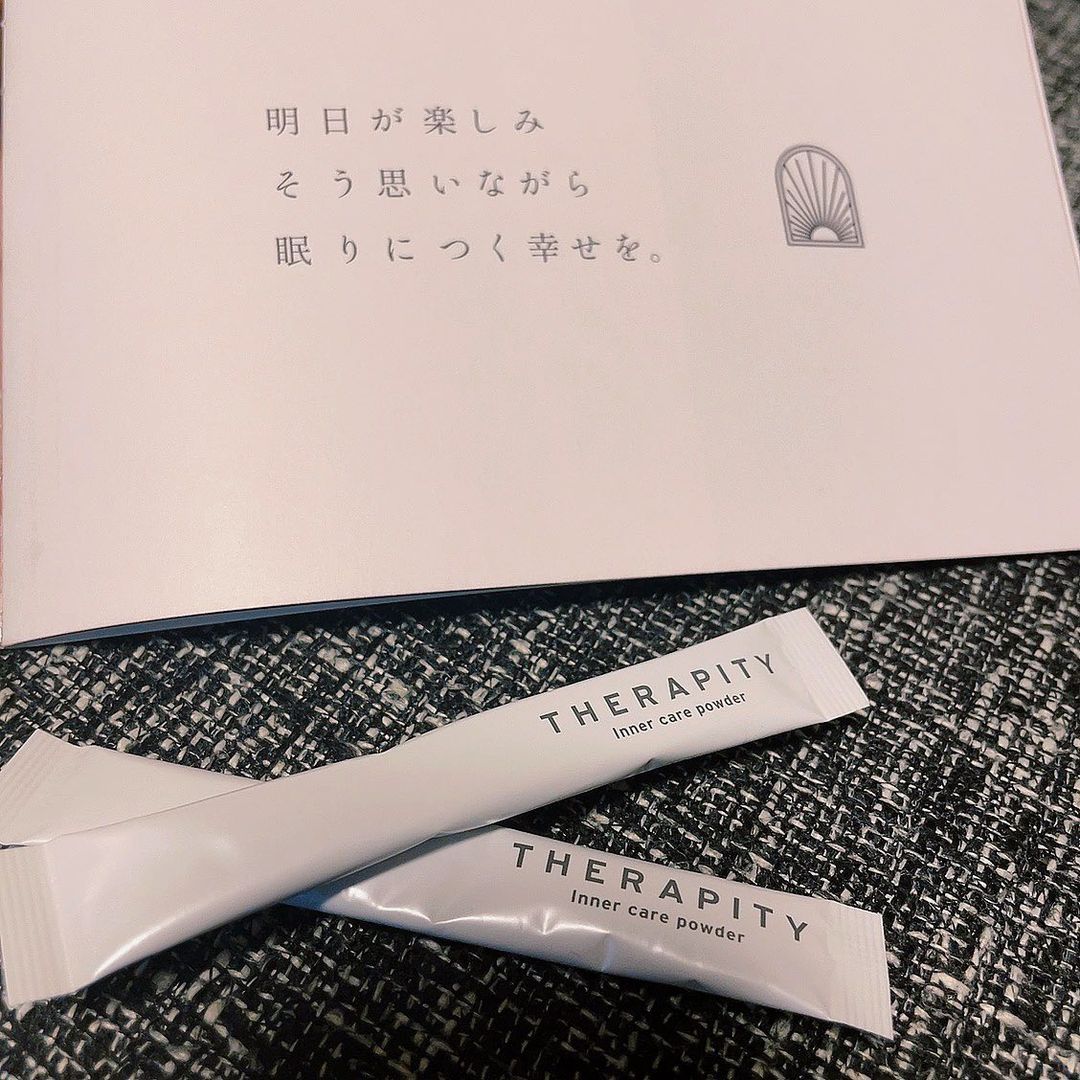 明日が楽しみ
そう思いながら
眠りにつく幸せを。
THERAPITY
Inner care powder
THERAPITY
Inner care powder